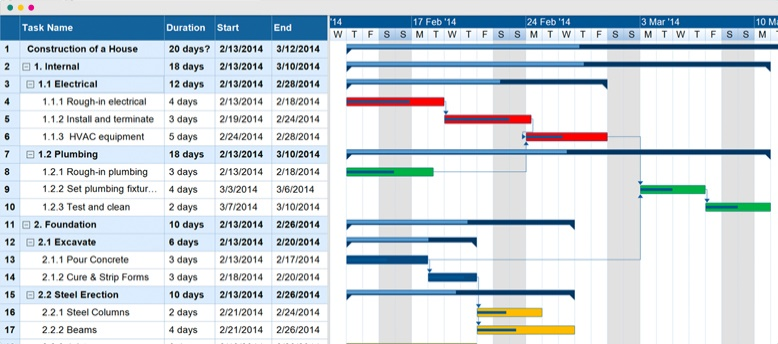 Task Name Duration Start End '14 17 Feb '14 24 Feb '14 3 Mar '14 10 M
W T F S S M T W T F S S M T W T F S S M T W T F S S M
1 Construction of a House 20 days? 2/13/2014 3/12/2014
2 1. Internal 18 days 2/13/2014 3/10/2014
3 1.1 Electrical 12 days 2/13/2014 2/28/2014
4 1.1.1 Rough-in electrical 4 days 2/13/2014 2/18/2014
5 1.1.2 Install and terminate 3 days 2/19/2014 2/24/2014
6 1.1.3 HVAC equipment 5 days 2/24/2014 2/28/2014
7 1.2 Plumbing 18 days 2/13/2014 3/10/2014
8 1.2.1 Rough-in plumbing 3 days 2/13/2014 2/18/2014
9 1.2.2 Set plumbing fixtur... 4 days 3/3/2014 3/6/2014
10 1.2.3 Test and clean 2 days 3/7/2014 3/10/2014
11 2. Foundation 10 days 2/13/2014 2/26/2014
12 2.1 Excavate 6 days 2/13/2014 2/20/2014
13 2.1.1 Pour Concrete 3 days 2/13/2014 2/17/2014
14 2.1.2 Cure & Strip Forms 3 days 2/18/2014 2/20/2014
15 2.2 Steel Erection 10 days 2/13/2014 2/26/2014
16 2.2.1 Steel Columns 2 days 2/21/2014 2/24/2014
17 2.2.2 Beams 4 days 2/21/2014 2/26/2014